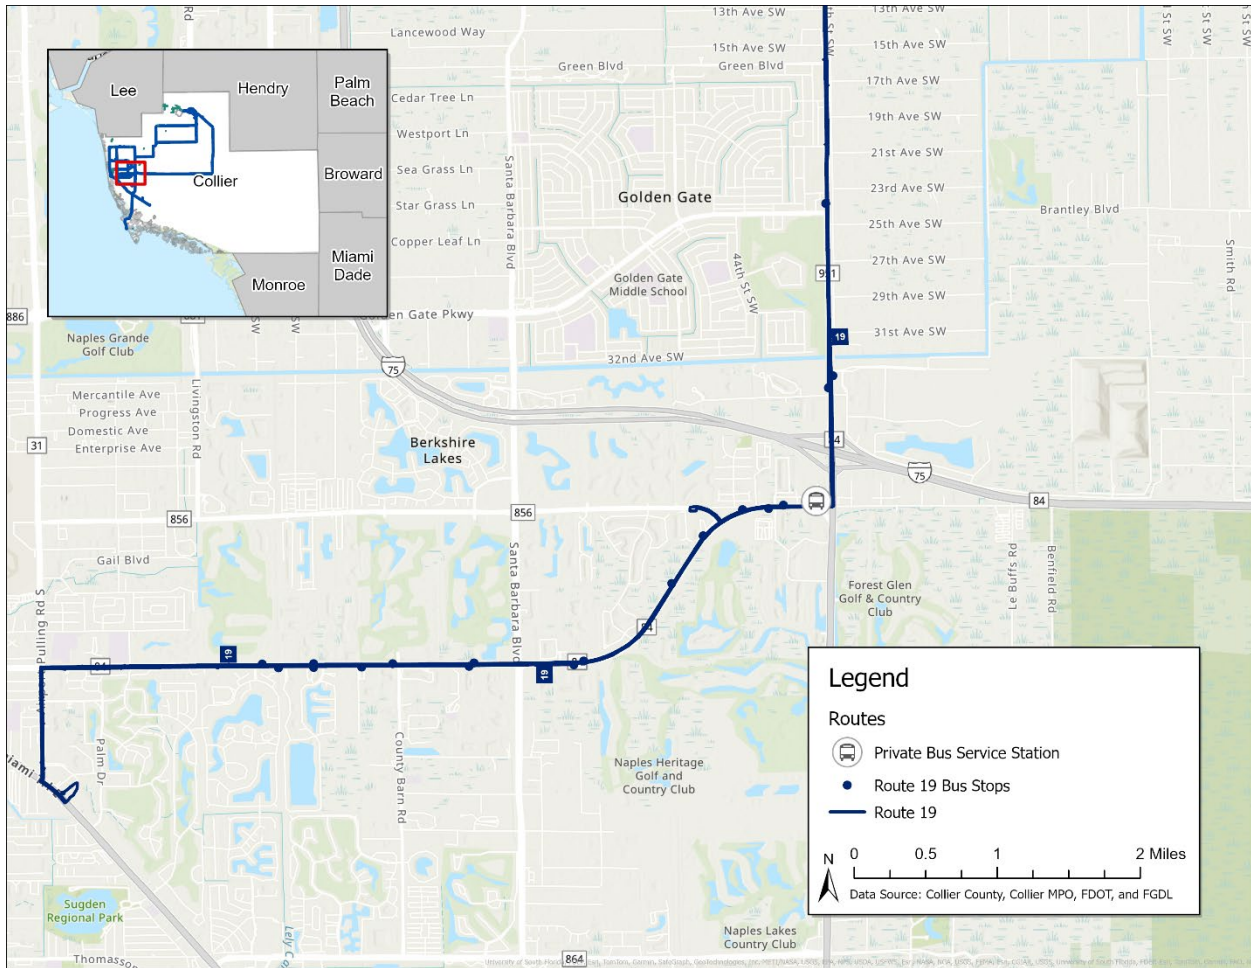 13th Ave SW
13th Ave SW
Lancewood Way
15th Ave SW
15th Ave SW
Green Blvd
Green Blvd
17th Ave SW
Cedar Tree Ln
19th Ave SW
Westport Ln
21st Ave SW
Sea Grass Ln
23rd Ave SW
Star Grass Ln
25th Ave SW
Copper Leaf Ln
27th Ave SW
29th Ave SW
31st Ave SW
Lee
Hendry
Palm
Beach
Broward
Collier
Miami
Dade
Monroe
Santa Barbara Blvd
Golden Gate
Brantley Blvd
Smith Rd
Golden Gate
Middle School
44th St SW
951
886
Naples Grande
Golf Club
32nd Ave SW
19
75
Mercantile Ave
Progress Ave
Domestic Ave
Enterprise Ave
Livingston Rd
31
Berkshire
Lakes
75
84
856
856
Gail Blvd
Santa Barbara Blvd
Le Buffs Rd
Benfield Rd
Forest Glen
Golf & Country
Club
84
19
84
19
Palm Dr
County Barn Rd
Naples Heritage
Golf and
Country Club
Sugden
Regional Park
Naples Lakes
Country Club
864
Legend
Routes
Private Bus Service Station
Route 19 Bus Stops
Route 19
N
0 0.5 1 2 Miles
Data Source: Collier County, Collier MPO, FDOT, and FGDL